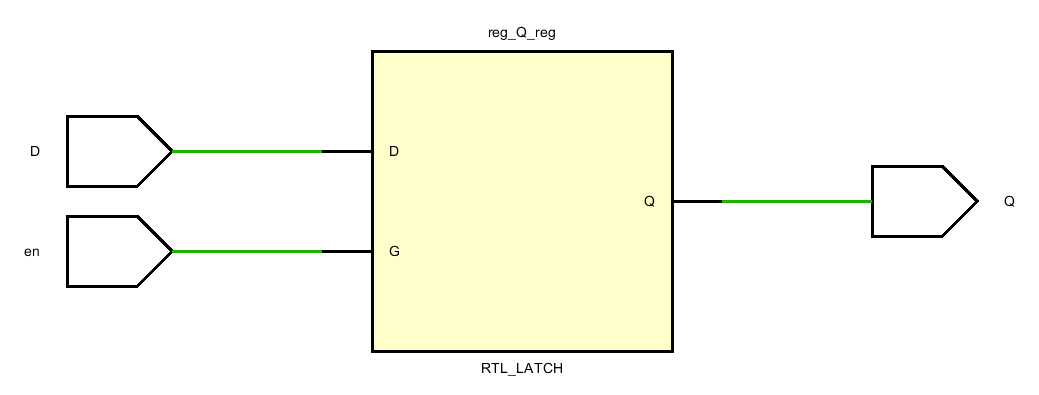 reg_Q_reg
D
D
Q
Q
en
G
RTL_LATCH